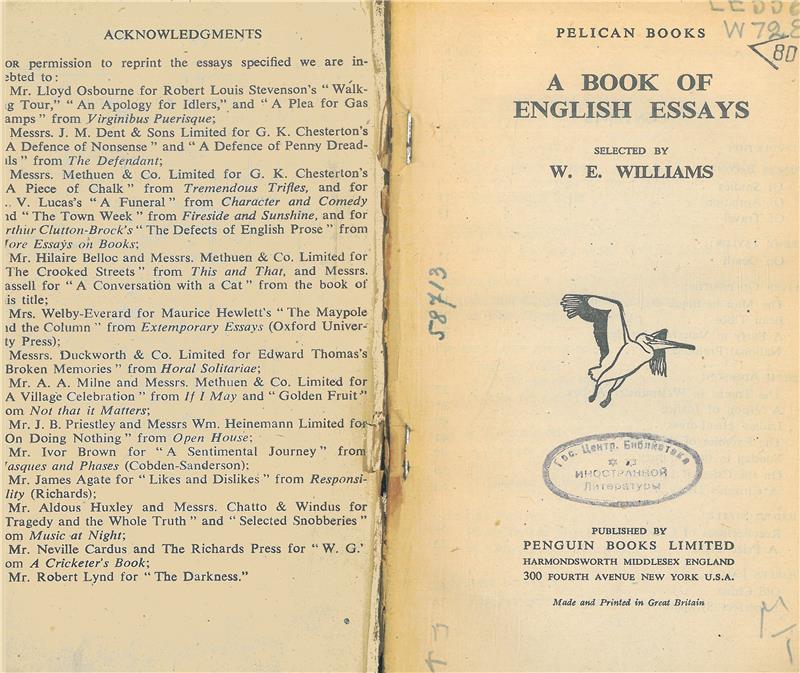 ACKNOWLEDGMENTS
OR permission to reprint the essays specified we are in-
ebted to:
Mr. Lloyd Osbourne for Robert Louis Stevenson's "Walk-
g Tour," "An Apology for Idlers," and "A Plea for Gas
amps" from Virginibus Puerisque;
Messrs. J. M. Dent & Sons Limited for G. K. Chesterton's
A Defence of Nonsense" and "A Defence of Penny Dread-
ls" from The Defendant;
Messrs. Methuen & Co. Limited for G. K. Chesterton's
A Piece of Chalk" from Tremendous Trifles, and for
. V. Lucas's "A Funeral" from Character and Comedy
nd "The Town Week" from Fireside and Sunshine, and for
rthur Clutton-Brock's "The Defects of English Prose" from
ore Essays on Books;
Mr. Hilaire Belloc and Messrs. Methuen & Co. Limited for
The Crooked Streets" from This and That, and Messrs.
assell for "A Conversation with a Cat" from the book of
is title;
Mrs. Welby-Everard for Maurice Hewlett's "The Maypole
nd the Column" from Extemporary Essays (Oxford Univer-
ty Press);
Messrs. Duckworth & Co. Limited for Edward Thomas's
Broken Memories" from Horal Solitariae;
Mr. A. A. Milne and Messrs. Methuen & Co. Limited for
A Village Celebration" from If I May and "Golden Fruit"
om Not that it Matters;
Mr. J. B. Priestley and Messrs Wm. Heinemann Limited for
On Doing Nothing" from Open House;
Mr. Ivor Brown for "A Sentimental Journey" from
asques and Phases (Cobden-Sanderson);
Mr. James Agate for "Likes and Dislikes" from Responsi-
lity (Richards);
Mr. Aldous Huxley and Messrs. Chatto & Windus for
Tragedy and the Whole Truth" and "Selected Snobberies"
om Music at Night;
Mr. Neville Cardus and The Richards Press for "W. G."
om A Cricketer's Book;
Mr. Robert Lynd for "The Darkness."
58713
W728
80
PELICAN BOOKS
A BOOK OF
ENGLISH ESSAYS
SELECTED BY
W. E. WILLIAMS
Гос. Центр. Библиотека
ИНОСТРАННОЙ
Литературы
PUBLISHED BY
PENGUIN BOOKS LIMITED
HARMONDSWORTH MIDDLESEX ENGLAND
300 FOURTH AVENUE NEW YORK U.S.A.
Made and Printed in Great Britain